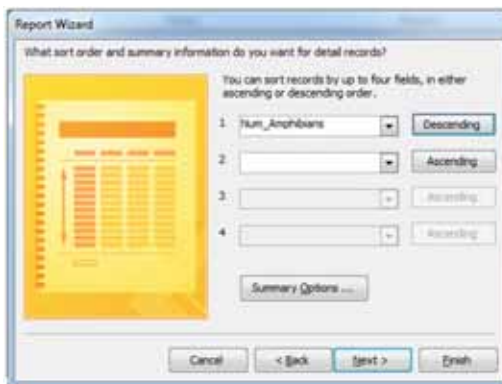 Report Wizard
What sort order and summary information do you want for detail records?
You can sort records by up to four fields, in either
ascending or descending order.
1 Num_Amphibians Descending
2 Ascending
3 Ascending
4 Ascending
Summary Options ...
Cancel < Back Next > Finish